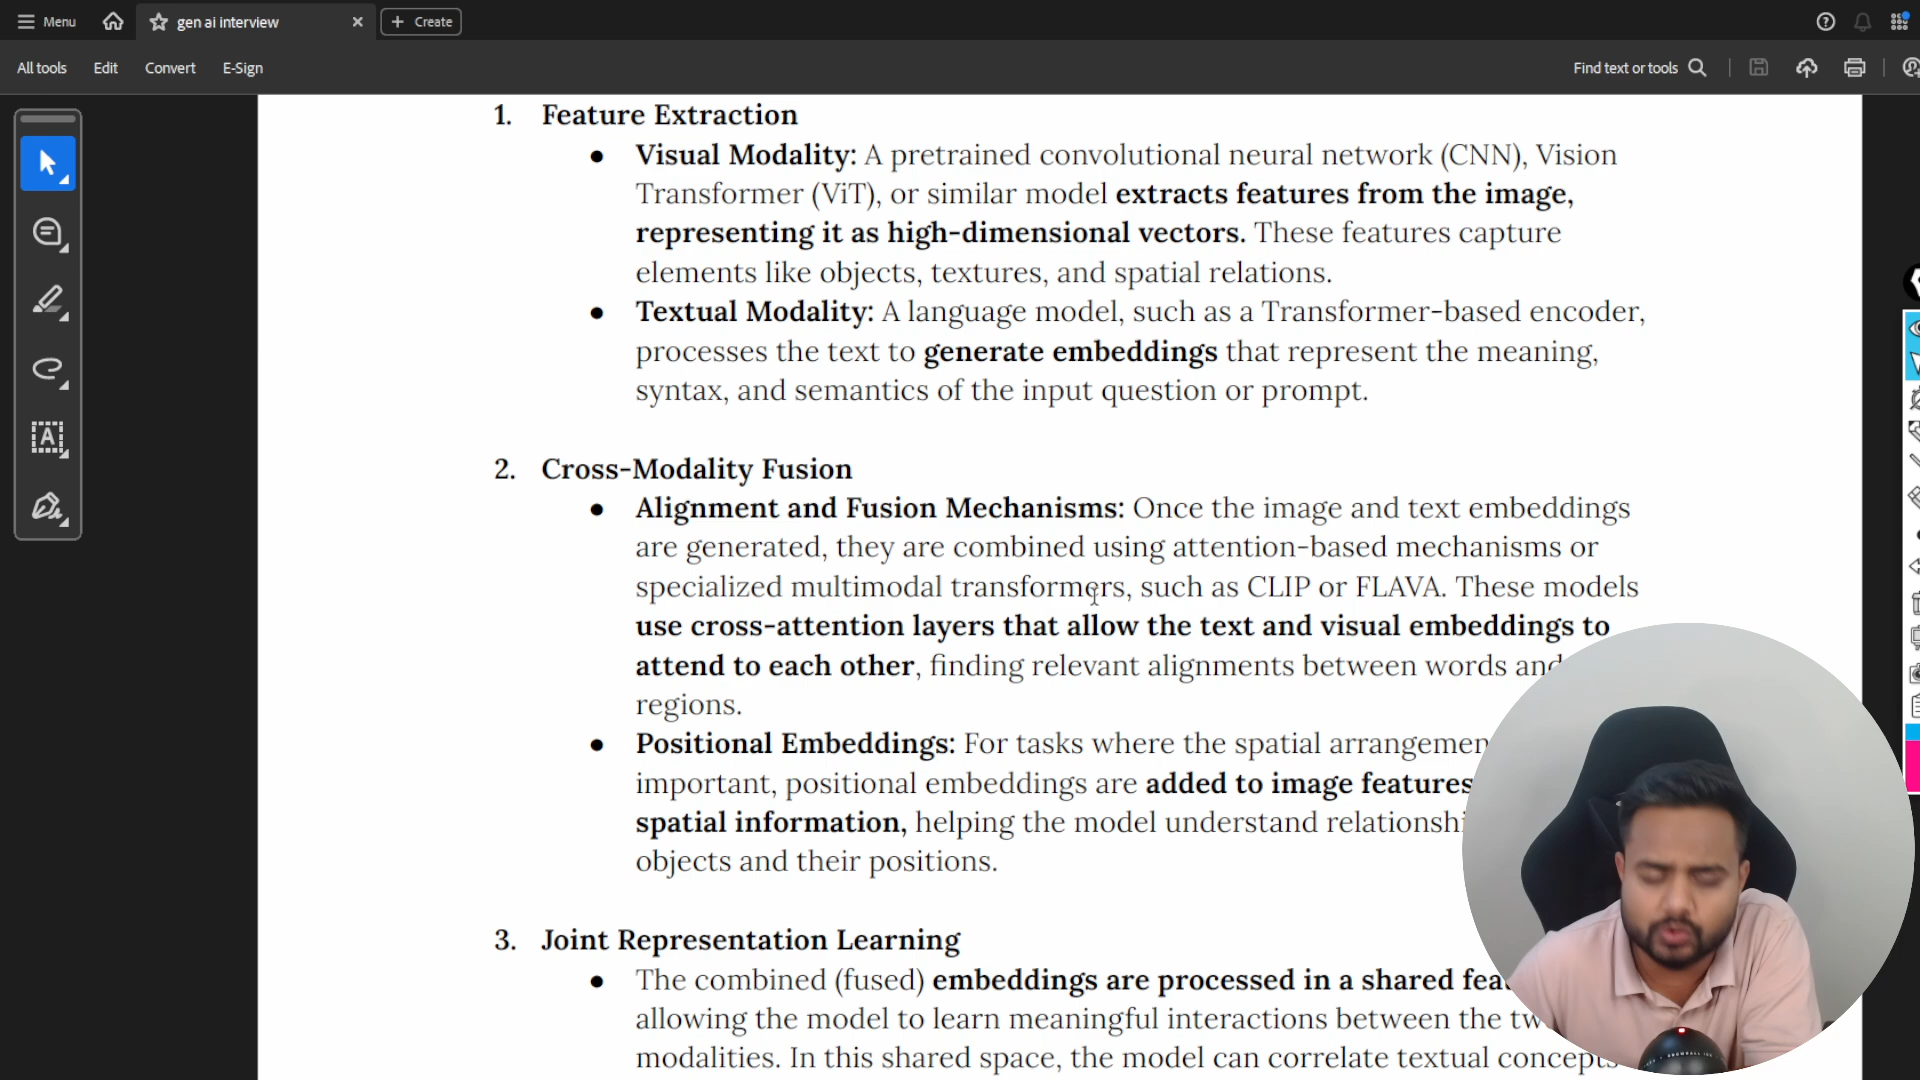 Menu
gen ai interview
Create
All tools
Edit
Convert
E-Sign
Find text or tools
1. Feature Extraction
● Visual Modality: A pretrained convolutional neural network (CNN), Vision
Transformer (ViT), or similar model extracts features from the image,
representing it as high-dimensional vectors. These features capture
elements like objects, textures, and spatial relations.
● Textual Modality: A language model, such as a Transformer-based encoder,
processes the text to generate embeddings that represent the meaning,
syntax, and semantics of the input question or prompt.
2. Cross-Modality Fusion
● Alignment and Fusion Mechanisms: Once the image and text embeddings
are generated, they are combined using attention-based mechanisms or
specialized multimodal transformers, such as CLIP or FLAVA. These models
use cross-attention layers that allow the text and visual embeddings to
attend to each other, finding relevant alignments between words and
regions.
● Positional Embeddings: For tasks where the spatial
important, positional embeddings are added to image features
spatial information, helping the model understand
objects and their positions.
3. Joint Representation Learning
● The combined (fused) embeddings are processed in a shared
allowing the model to learn meaningful interactions between the
modalities. In this shared space, the model can correlate textual concepts